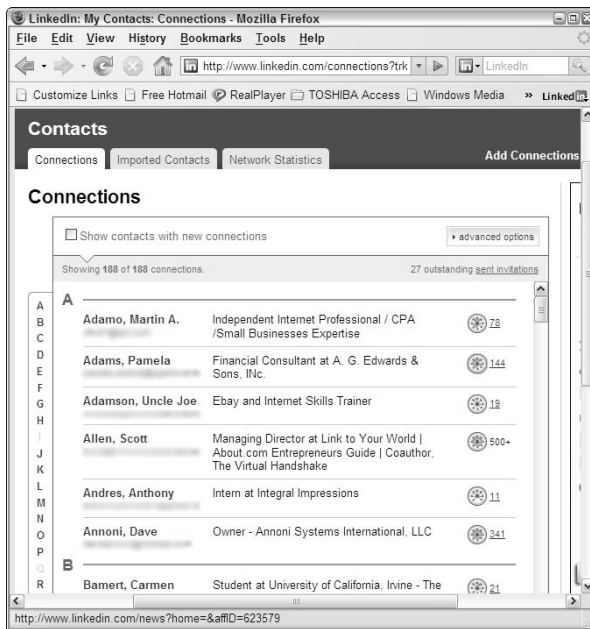 LinkedIn: My Contacts: Connections - Mozilla Firefox
File Edit View History Bookmarks Tools Help
in http://www.linkedin.com/connections?trk in LinkedIn
Customize Links Free Hotmail RealPlayer TOSHIBA Access Windows Media » Linked in
Contacts
Connections Imported Contacts Network Statistics Add Connections
Connections
Show contacts with new connections advanced options
Showing 188 of 188 connections. 27 outstanding sent invitations
A
B
C
D
E
F
G
H
I
J
K
L
M
N
O
P
Q
R
A
Adamo, Martin A. Independent Internet Professional / CPA 78
/Small Businesses Expertise
Adams, Pamela Financial Consultant at A. G. Edwards & 144
Sons, INc.
Adamson, Uncle Joe Ebay and Internet Skills Trainer 19
Allen, Scott Managing Director at Link to Your World | 500+
About.com Entrepreneurs Guide | Coauthor,
The Virtual Handshake
Andres, Anthony Intern at Integral Impressions 11
Annoni, Dave Owner - Annoni Systems International, LLC 341
B
Bamert, Carmen Student at University of California, Irvine - The 21
http://www.linkedin.com/news?home=&affID=623579